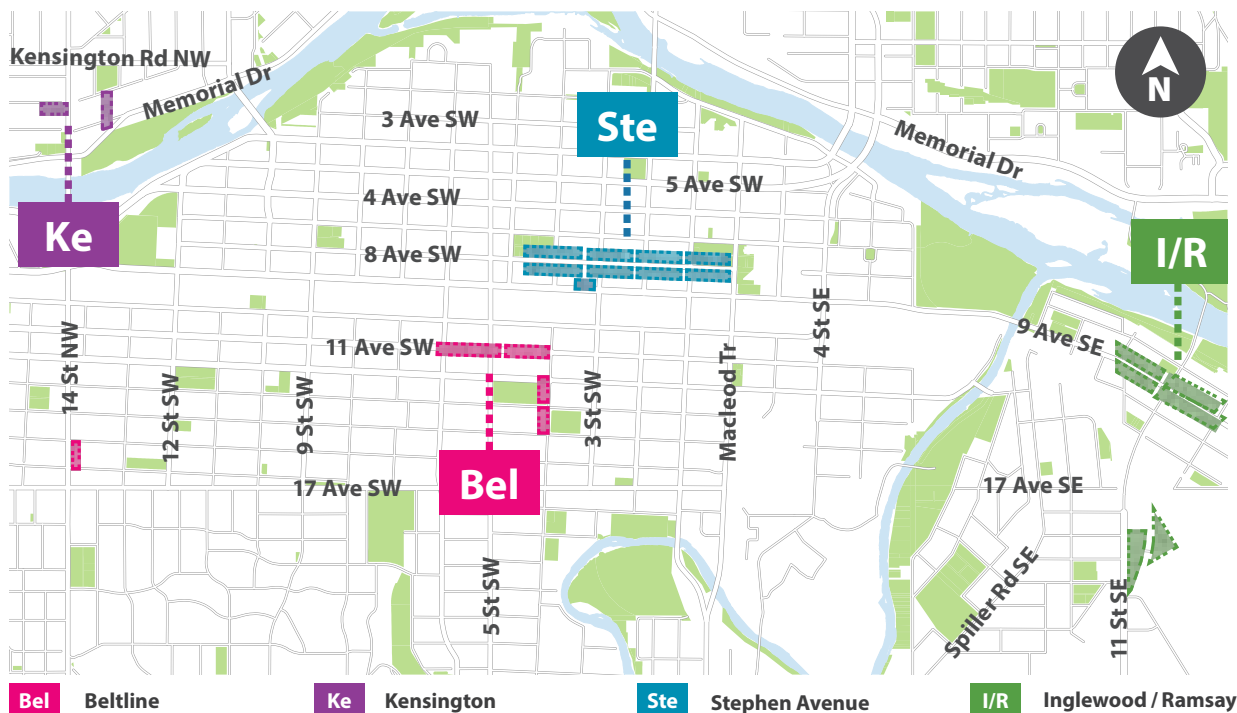 Kensington Rd NW
Memorial Dr
3 Ave SW
Ste
N
Memorial Dr
4 Ave SW
5 Ave SW
Ke
8 Ave SW
I/R
11 Ave SW
9 Ave SE
14 St NW
12 St SW
9 St SW
3 St SW
Macleod Tr
4 St SE
Bel
17 Ave SW
17 Ave SE
5 St SW
Spiller Rd SE
11 St SE
Bel Beltline
Ke Kensington
Ste Stephen Avenue
I/R Inglewood / Ramsay